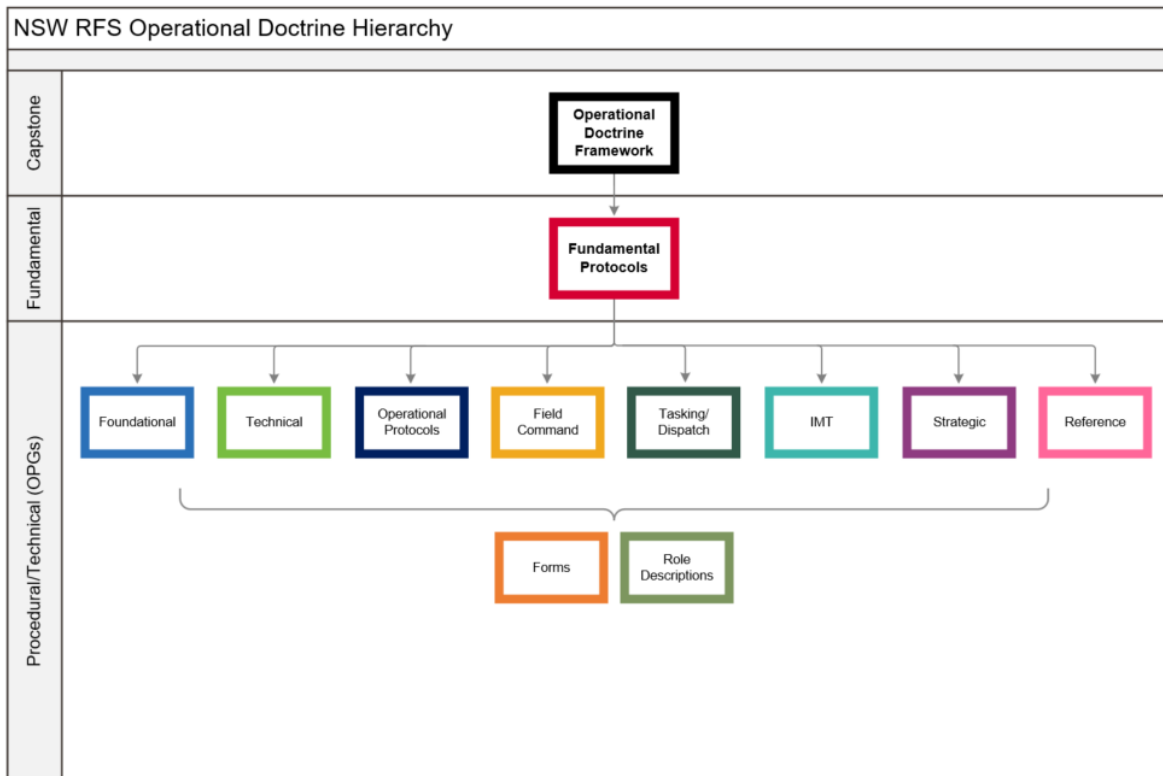 NSW RFS Operational Doctrine Hierarchy
Capstone
Operational
Doctrine
Framework
Fundamental
Fundamental
Protocols
Procedural/Technical (OPGs)
Foundational
Technical
Operational
Protocols
Field
Command
Tasking/
Dispatch
IMT
Strategic
Reference
Forms
Role
Descriptions